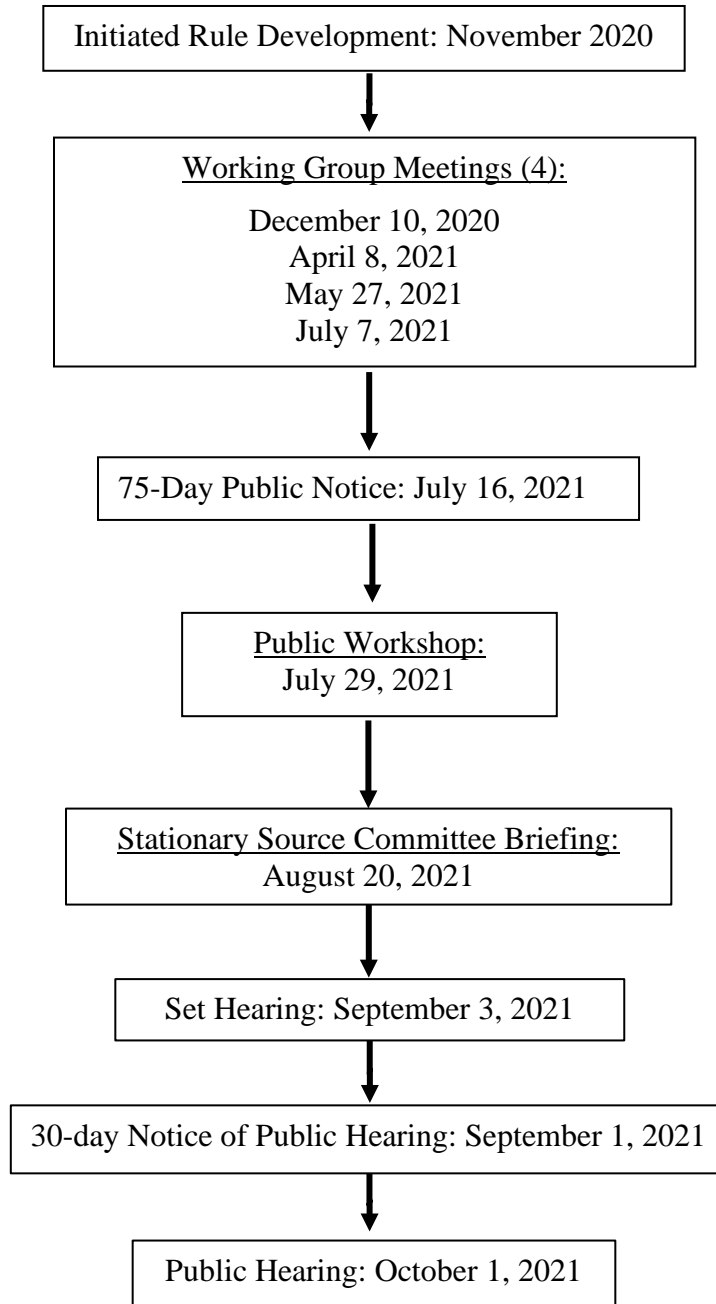 Initiated Rule Development: November 2020
Working Group Meetings (4):
December 10, 2020
April 8, 2021
May 27, 2021
July 7, 2021
75-Day Public Notice: July 16, 2021
Public Workshop:
July 29, 2021
Stationary Source Committee Briefing:
August 20, 2021
Set Hearing: September 3, 2021
30-day Notice of Public Hearing: September 1, 2021
Public Hearing: October 1, 2021